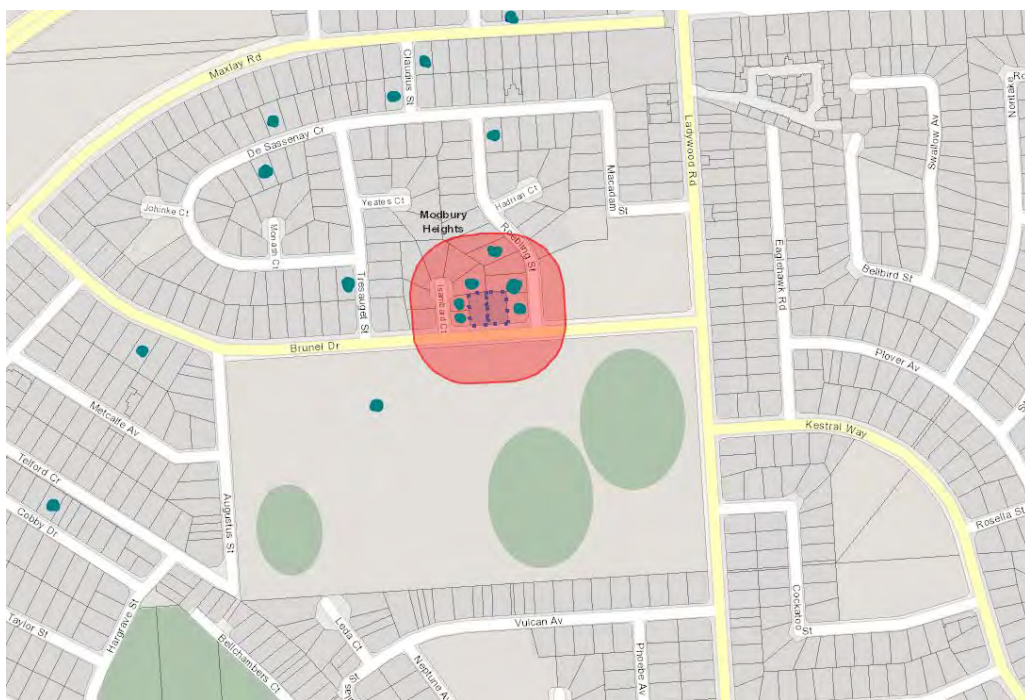 Maxlay Rd
Claudius St
De Sassenay Cr
Johinke Ct
Monash Ct
Yeates Ct
Tresauget St
Modbury
Heights
Hadrian Ct
Roebling St
Isambard Ct
Macadam
St
Ladywood Rd
Eaglehawk Rd
Swallow Av
Bellbird St
Plover Av
Kestral Way
Rosella St
Cockatoo
St
Brunel Dr
Metcalfe Av
Telford Ct
Cobby Dr
Augustus St
Taylor St
Hargrave St
Bellchambers Ct
Leda Ct
Neptune Av
Vulcan Av
Phoebe Av